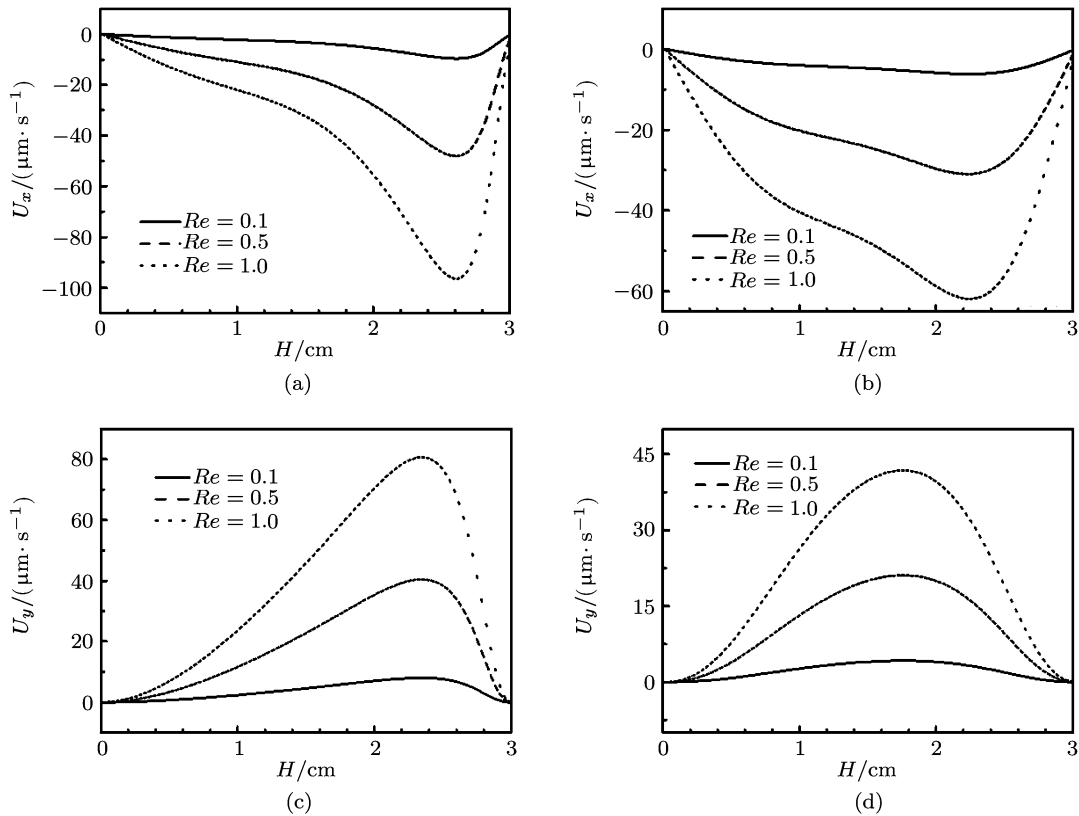 0
−20
−40
−60
−80
−100
Uₓ/(μm· s⁻¹)
Re = 0.1
Re = 0.5
Re = 1.0
0 1 2 3
H/cm
(a)
0
−20
−40
−60
Uₓ/(μm· s⁻¹)
Re = 0.1
Re = 0.5
Re = 1.0
0 1 2 3
H/cm
(b)
80
60
40
20
0
U_y/(μm· s⁻¹)
Re = 0.1
Re = 0.5
Re = 1.0
0 1 2 3
H/cm
(c)
45
30
15
0
U_y/(μm· s⁻¹)
Re = 0.1
Re = 0.5
Re = 1.0
0 1 2 3
H/cm
(d)